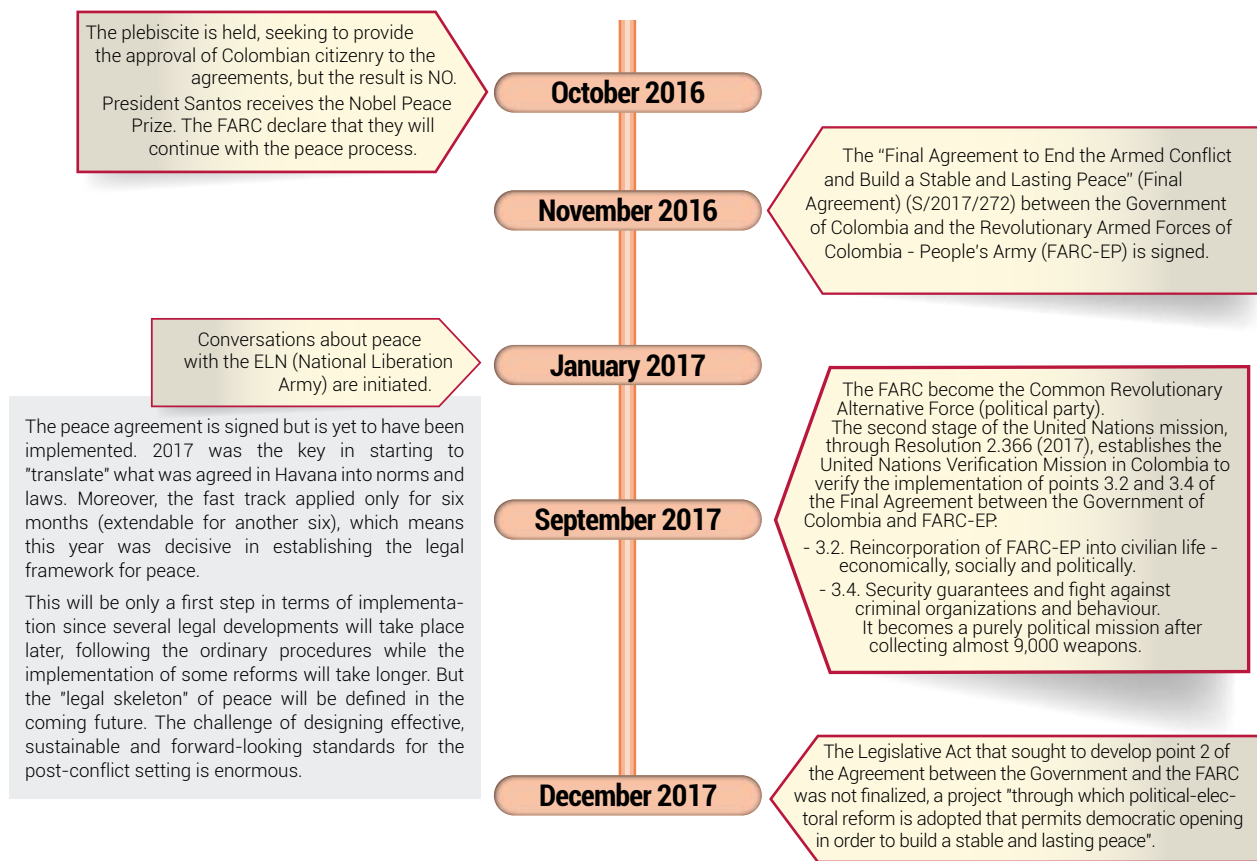 The plebiscite is held, seeking to provide
the approval of Colombian citizenry to the
agreements, but the result is NO.
President Santos receives the Nobel Peace
Prize. The FARC declare that they will
continue with the peace process.
October 2016
The “Final Agreement to End the Armed Conflict
and Build a Stable and Lasting Peace” (Final
Agreement) (S/2017/272) between the Government
of Colombia and the Revolutionary Armed Forces of
Colombia - People's Army (FARC-EP) is signed.
November 2016
Conversations about peace
with the ELN (National Liberation
Army) are initiated.
January 2017
The peace agreement is signed but is yet to have been
implemented. 2017 was the key in starting to
"translate" what was agreed in Havana into norms and
laws. Moreover, the fast track applied only for six
months (extendable for another six), which means
this year was decisive in establishing the legal
framework for peace.
This will be only a first step in terms of implementa-
tion since several legal developments will take place
later, following the ordinary procedures while the
implementation of some reforms will take longer. But
the "legal skeleton" of peace will be defined in the
coming future. The challenge of designing effective,
sustainable and forward-looking standards for the
post-conflict setting is enormous.
The FARC become the Common Revolutionary
Alternative Force (political party).
The second stage of the United Nations mission,
through Resolution 2.366 (2017), establishes the
United Nations Verification Mission in Colombia to
verify the implementation of points 3.2 and 3.4 of
the Final Agreement between the Government of
Colombia and FARC-EP.
- 3.2. Reincorporation of FARC-EP into civilian life -
economically, socially and politically.
- 3.4. Security guarantees and fight against
criminal organizations and behaviour.
It becomes a purely political mission after
collecting almost 9,000 weapons.
September 2017
The Legislative Act that sought to develop point 2 of
the Agreement between the Government and the FARC
was not finalized, a project "through which political-elec-
toral reform is adopted that permits democratic opening
in order to build a stable and lasting peace".
December 2017